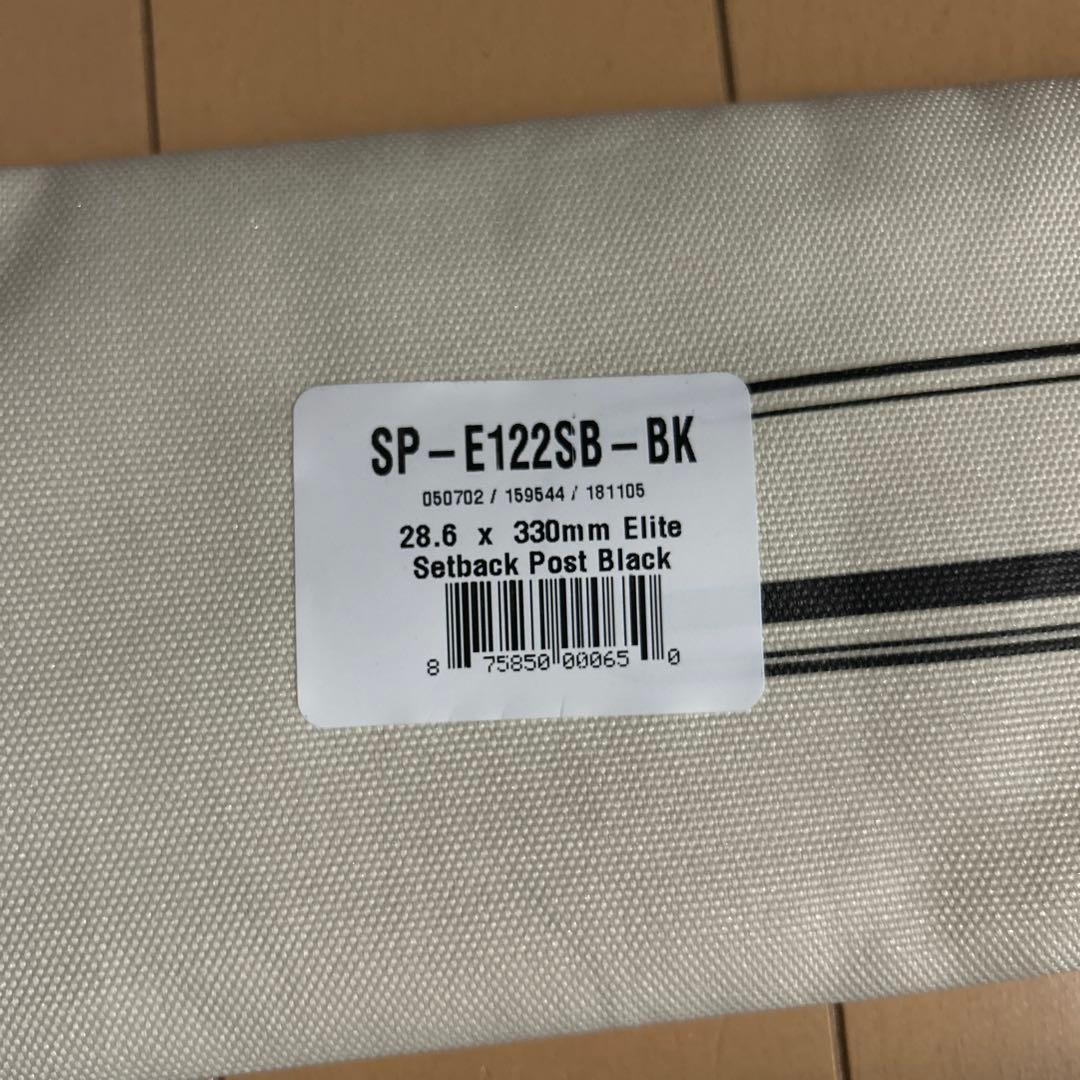 SP-E122SB-BK
050702 / 159544 / 181105
28.6 x 330mm Elite
Setback Post Black
8 75850 00065 0